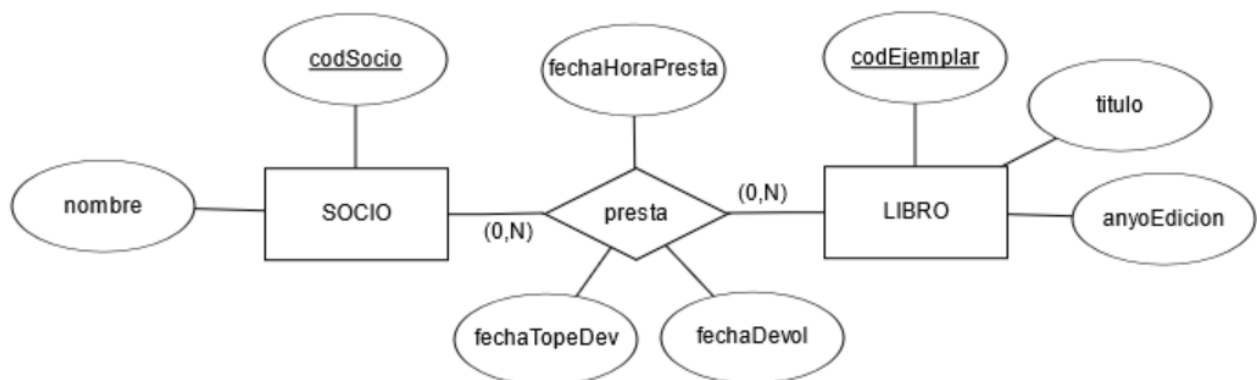 codSocio
fechaHoraPresta
codEjemplar
titulo
nombre
SOCIO
(0,N)
presta
(0,N)
LIBRO
anyoEdicion
fechaTopeDev
fechaDevol